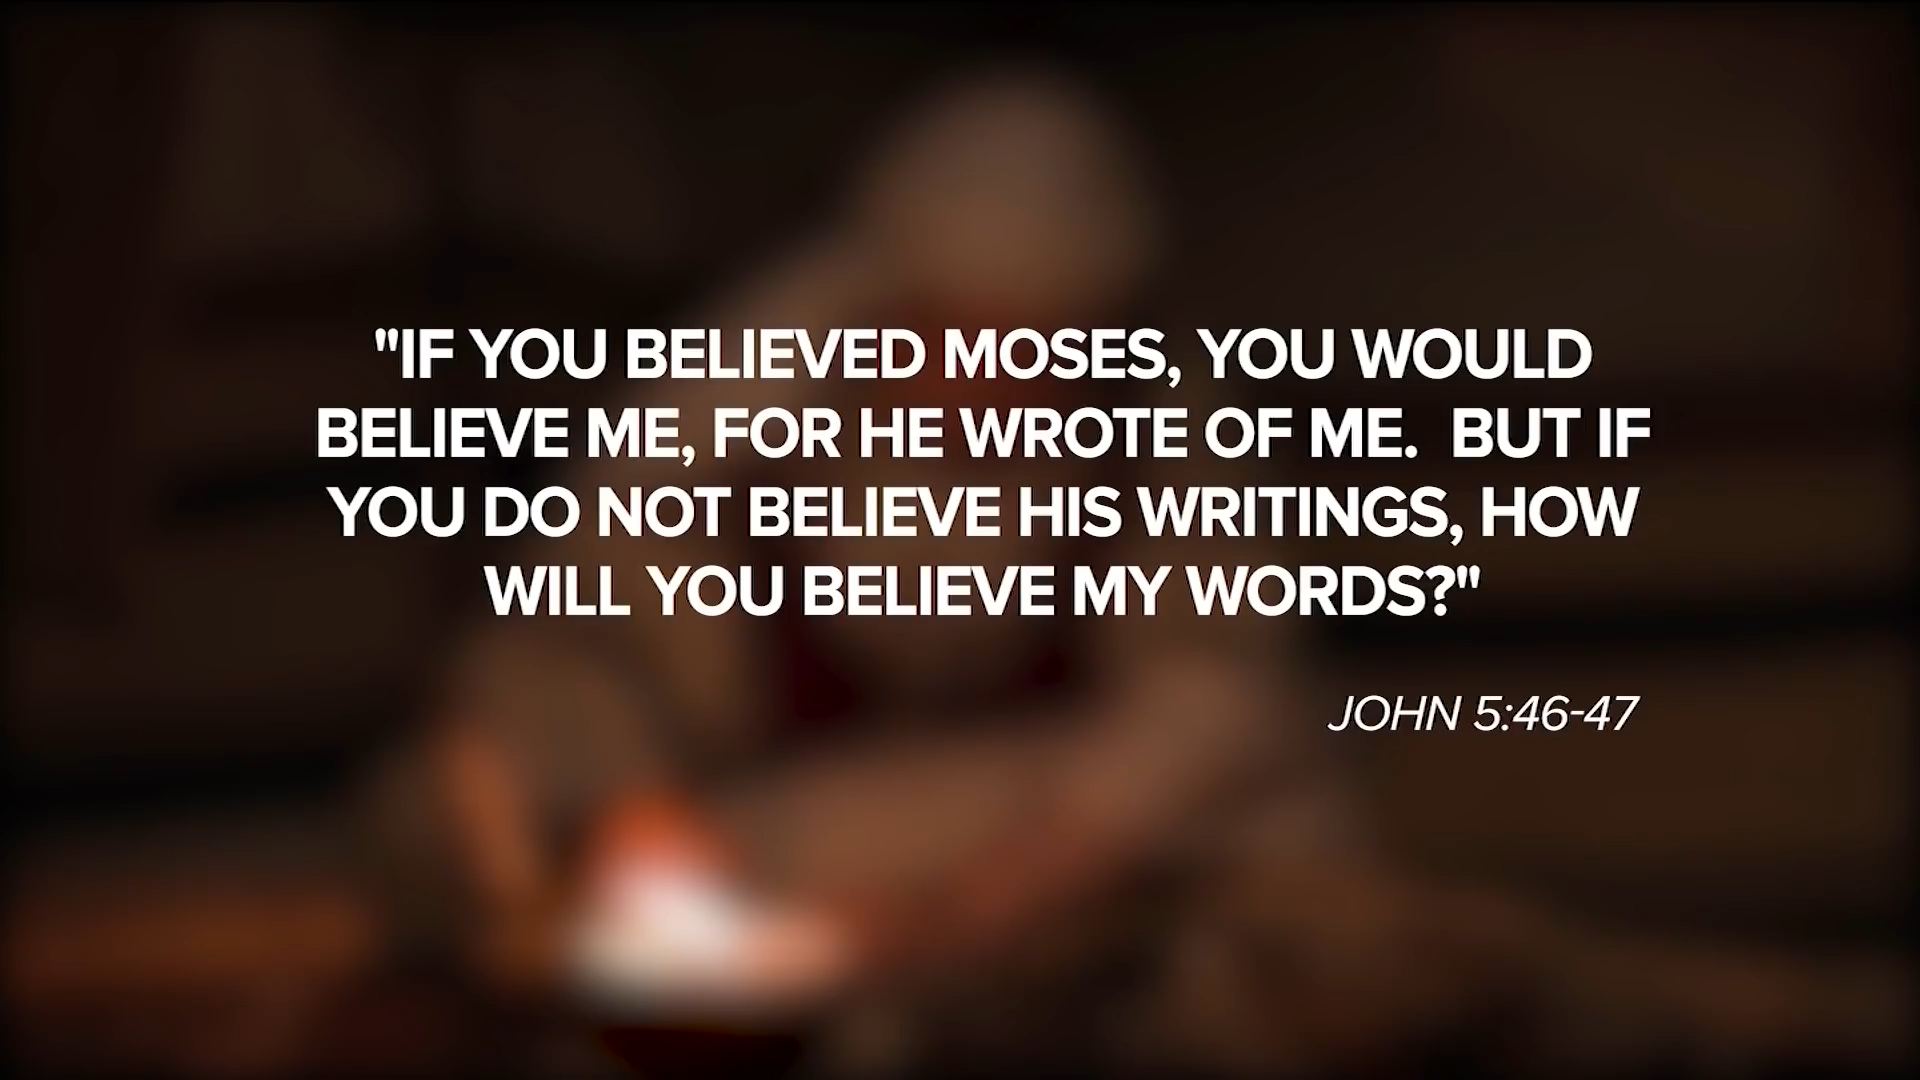 "IF YOU BELIEVED MOSES, YOU WOULD
BELIEVE ME, FOR HE WROTE OF ME.  BUT IF
YOU DO NOT BELIEVE HIS WRITINGS, HOW
WILL YOU BELIEVE MY WORDS?"
JOHN 5:46-47